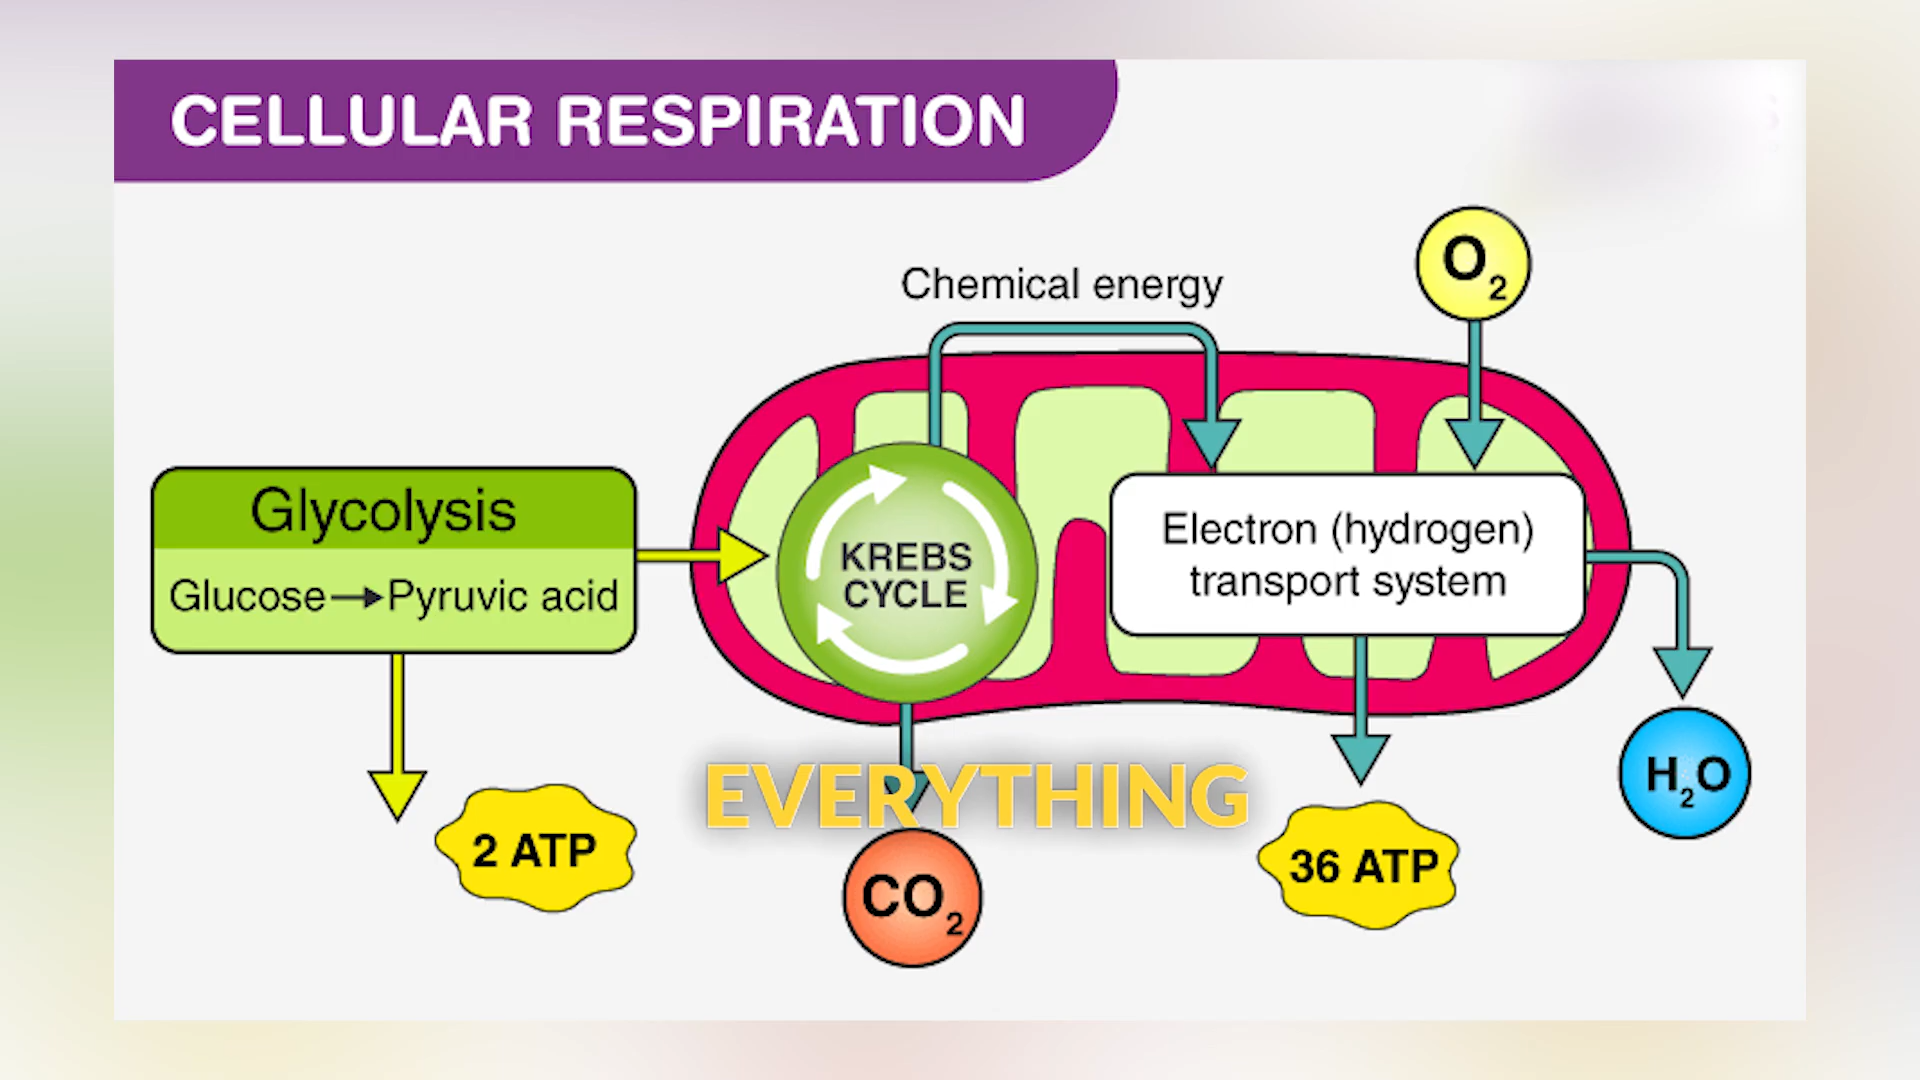 CELLULAR RESPIRATION
O₂
Chemical energy
Glycolysis
Glucose→Pyruvic acid
KREBS
CYCLE
Electron (hydrogen)
transport system
EVERYTHING
H₂O
2 ATP
CO₂
36 ATP